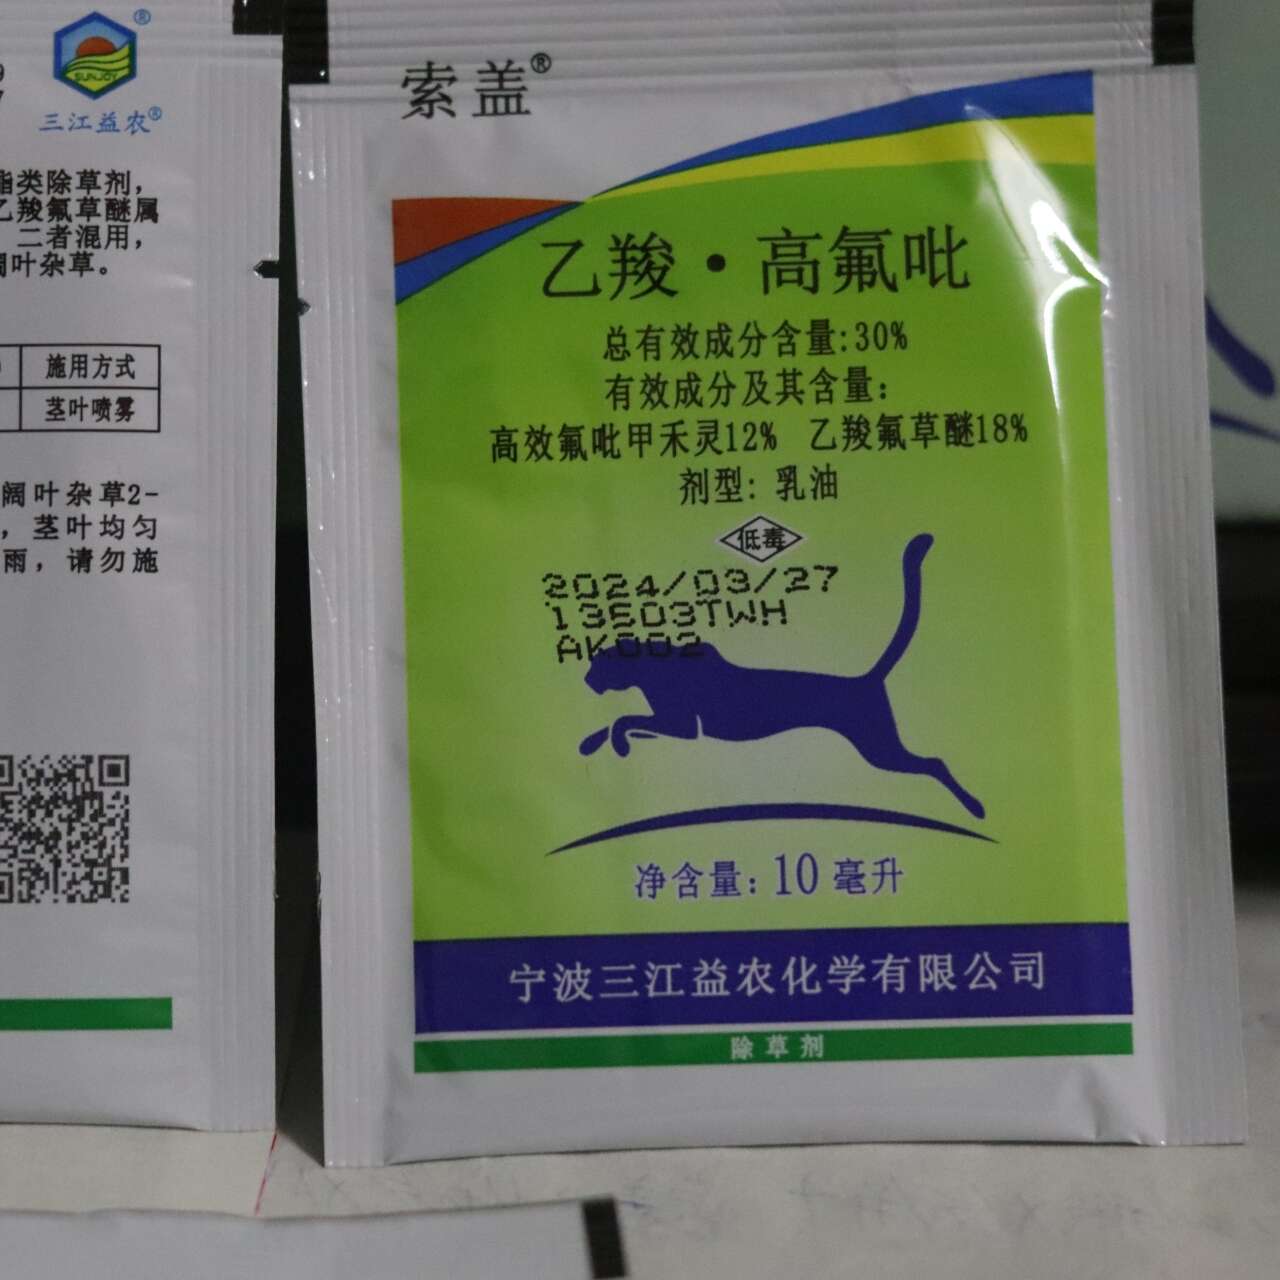 SUNJOY
三江益农®
酯类除草剂，
乙羧氟草醚属
二者混用，
阔叶杂草。
施用方式
茎叶喷雾
阔叶杂草2-
，茎叶均匀
雨，请勿施
索盖®
乙羧·高氟吡
总有效成分含量:30%
有效成分及其含量：
高效氟吡甲禾灵12% 乙羧氟草醚18%
剂型：乳油
低毒
2024/03/27
13503TWH
AK002
净含量：10毫升
宁波三江益农化学有限公司
除草剂